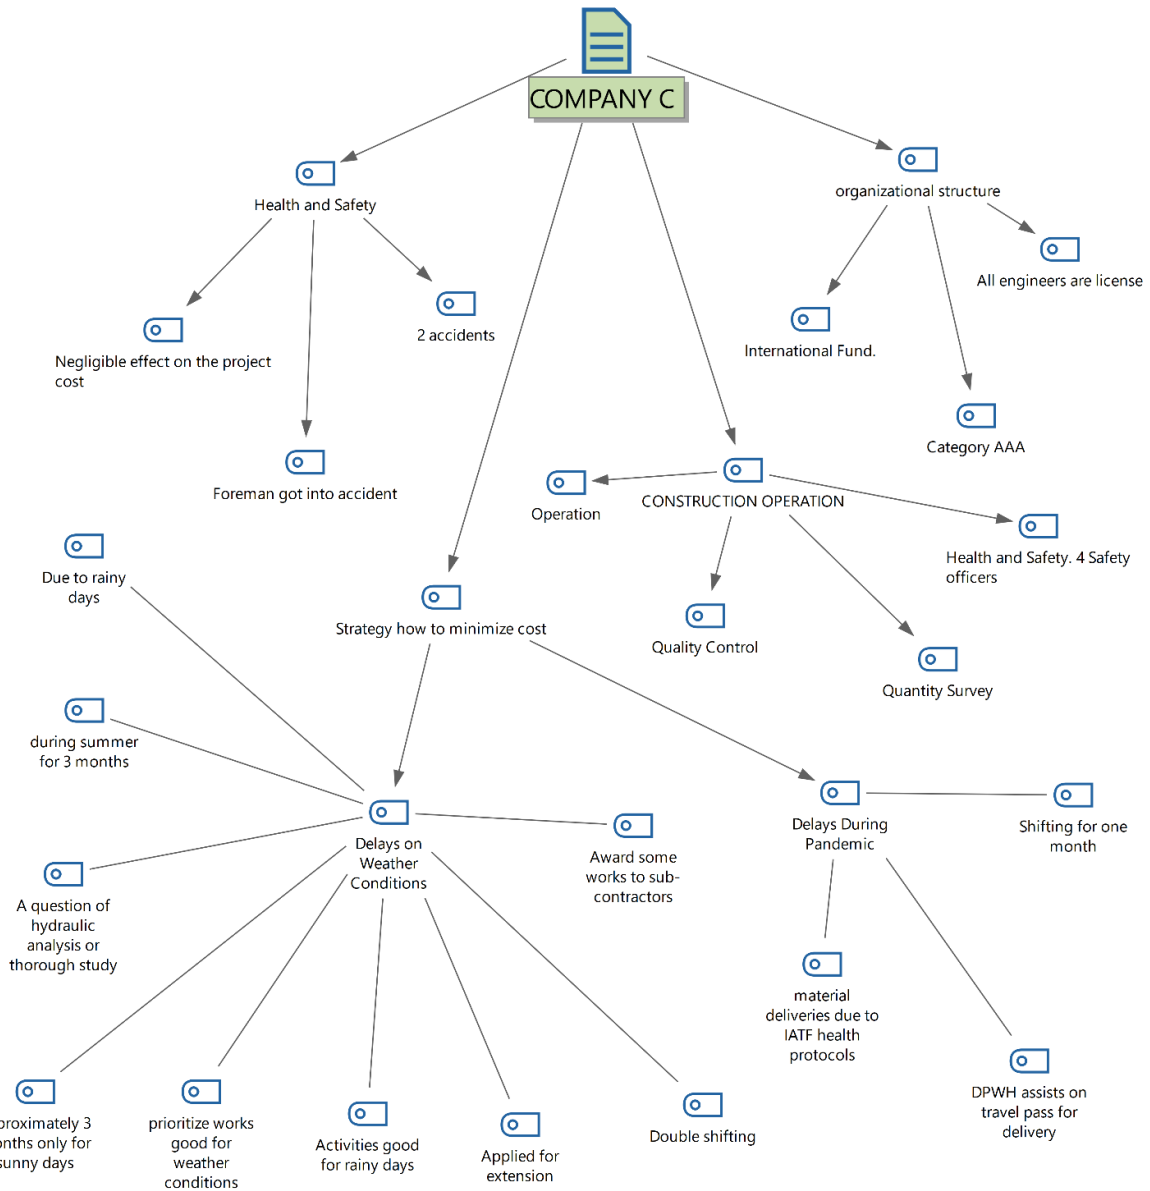 COMPANY C
Health and Safety
organizational structure
All engineers are license
2 accidents
International Fund.
Negligible effect on the project
cost
Category AAA
Foreman got into accident
Operation
CONSTRUCTION OPERATION
Health and Safety. 4 Safety
officers
Due to rainy
days
Strategy how to minimize cost
Quality Control
Quantity Survey
during summer
for 3 months
Delays on
Weather
Conditions
Award some
works to sub-
contractors
Delays During
Pandemic
Shifting for one
month
A question of
hydraulic
analysis or
thorough study
material
deliveries due to
IATF health
protocols
DPWH assists on
travel pass for
delivery
proximately 3
nths only for
sunny days
prioritize works
good for
weather
conditions
Activities good
for rainy days
Applied for
extension
Double shifting